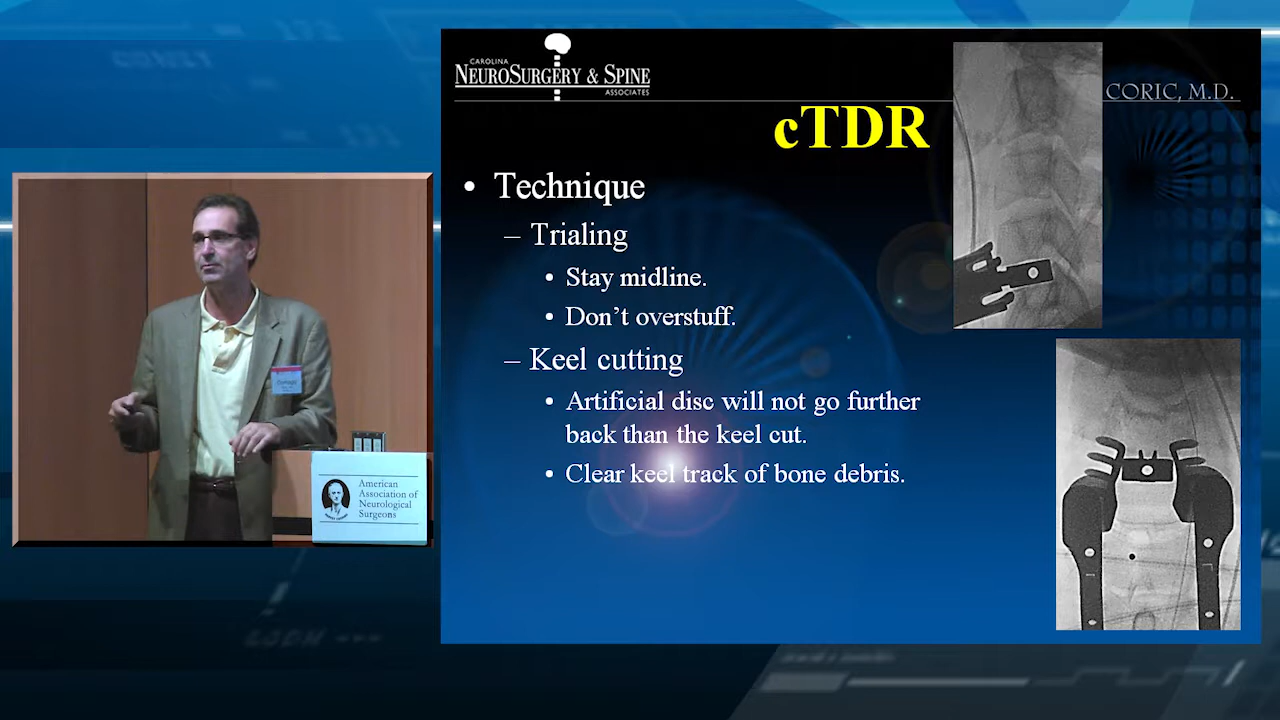 CAROLINA
NEUROSURGERY & SPINE
ASSOCIATES
CORIC, M.D.
cTDR
• Technique
– Trialing
• Stay midline.
• Don't overstuff.
– Keel cutting
• Artificial disc will not go further
back than the keel cut.
• Clear keel track of bone debris.
American
Association of
Neurological
Surgeons